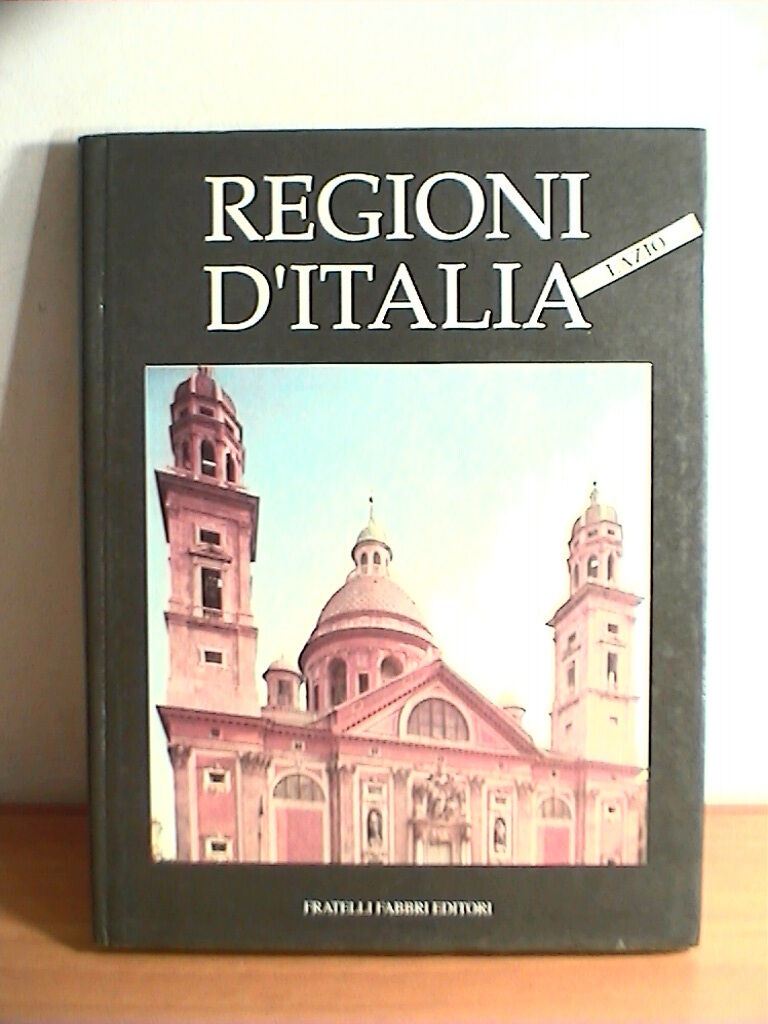 REGIONI
D'ITALIA
LAZIO
FRATELLI FABBRI EDITORI